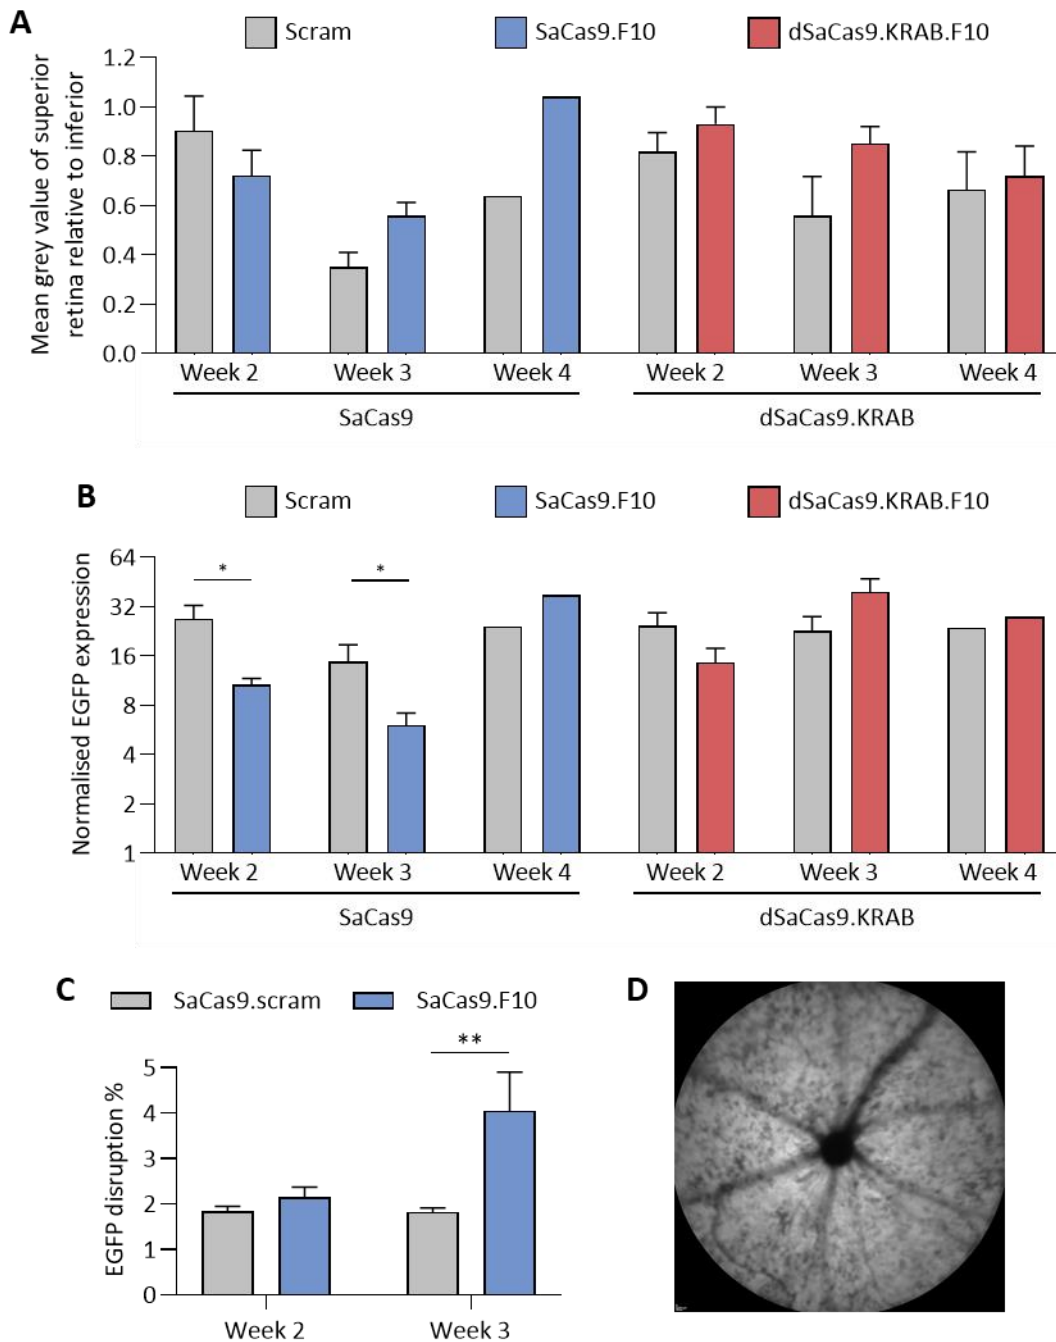 A
Scram SaCas9.F10 dSaCas9.KRAB.F10
Mean grey value of superior
retina relative to inferior
1.2
1.0
0.8
0.6
0.4
0.2
0.0
Week 2 Week 3 Week 4 Week 2 Week 3 Week 4
SaCas9 dSaCas9.KRAB
B
Scram SaCas9.F10 dSaCas9.KRAB.F10
Normalised EGFP expression
64
32
16
8
4
2
1
* *
Week 2 Week 3 Week 4 Week 2 Week 3 Week 4
SaCas9 dSaCas9.KRAB
C
SaCas9.scram SaCas9.F10
EGFP disruption %
5
4
3
2
1
0
**
Week 2 Week 3
D